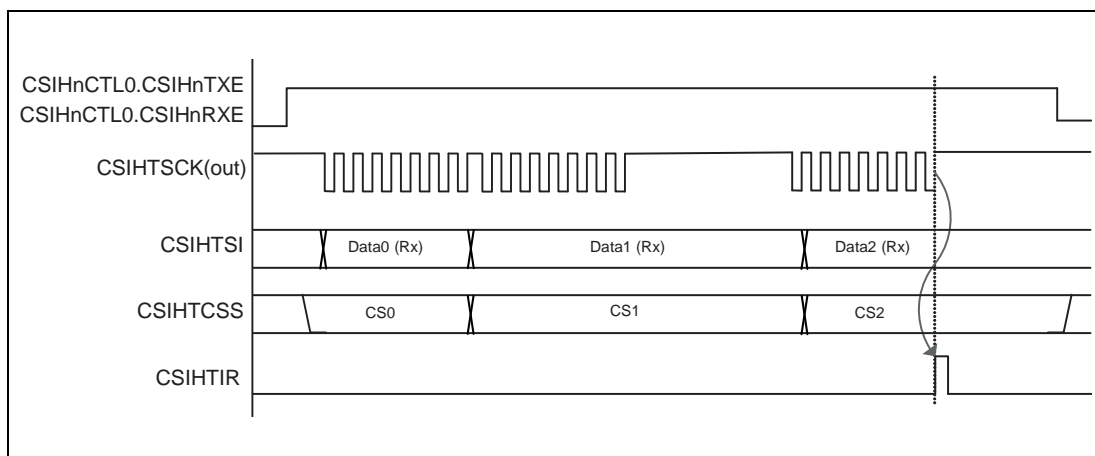 CSIHnCTL0.CSIHnTXE
CSIHnCTL0.CSIHnRXE
CSIHTSCK(out)
CSIHTSI
Data0 (Rx)
Data1 (Rx)
Data2 (Rx)
CSIHTCSS
CS0
CS1
CS2
CSIHTIR